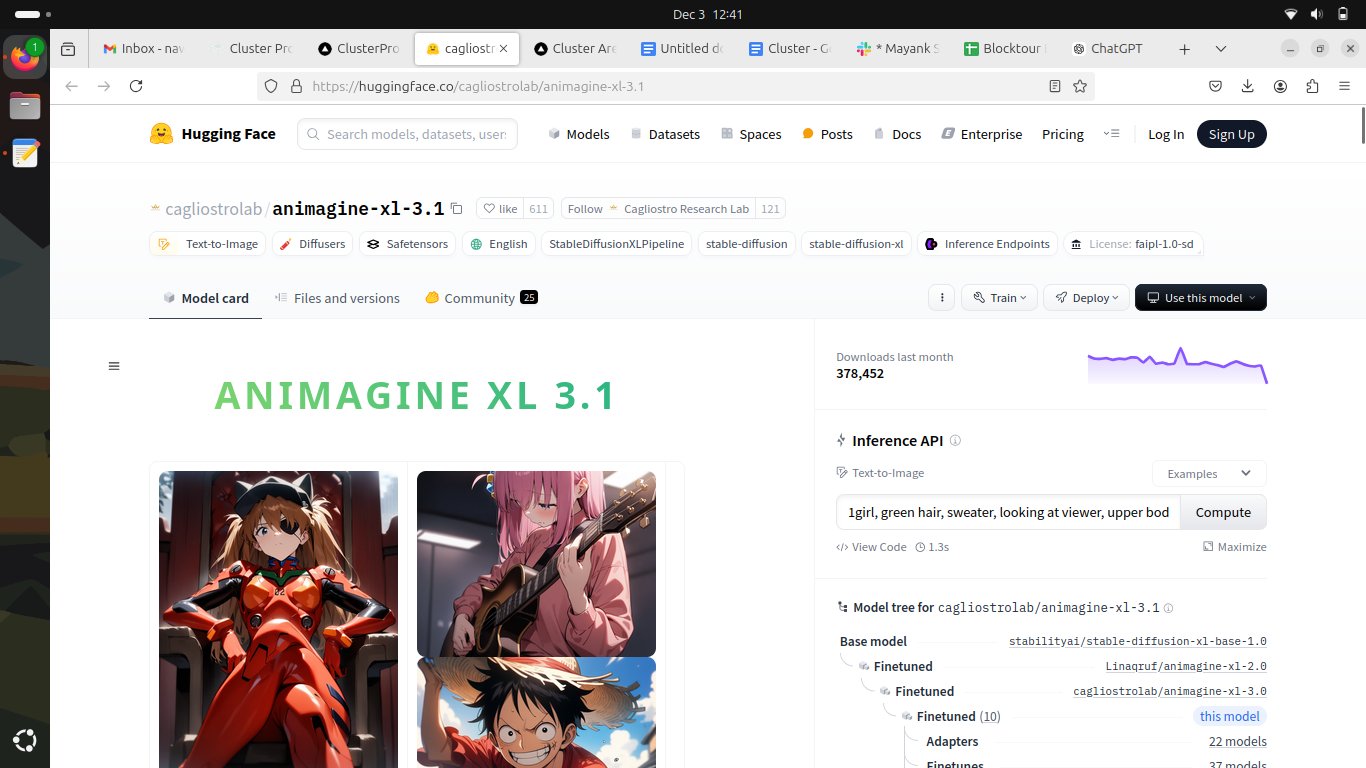 Dec 3 12:41
1
Inbox - nav
Cluster Pro
ClusterPro
cagliostr
Cluster Are
Untitled do
Cluster - G
* Mayank S
Blocktour
ChatGPT
https://huggingface.co/cagliostrolab/animagine-xl-3.1
Hugging Face
Search models, datasets, users
Models
Datasets
Spaces
Posts
Docs
Enterprise
Pricing
Log In
Sign Up
cagliostrolab/animagine-xl-3.1
like 611
Follow Cagliostro Research Lab 121
Text-to-Image
Diffusers
Safetensors
English
StableDiffusionXLPipeline
stable-diffusion
stable-diffusion-xl
Inference Endpoints
License: faipl-1.0-sd
Model card
Files and versions
Community 25
Train
Deploy
Use this model
ANIMAGINE XL 3.1
Downloads last month
378,452
Inference API
Text-to-Image
Examples
1girl, green hair, sweater, looking at viewer, upper bod
Compute
View Code
1.3s
Maximize
Model tree for cagliostrolab/animagine-xl-3.1
Base model stabilityai/stable-diffusion-xl-base-1.0
Finetuned Linaqruf/animagine-xl-2.0
Finetuned cagliostrolab/animagine-xl-3.0
Finetuned (10) this model
Adapters 22 models
Finetunes 37 models